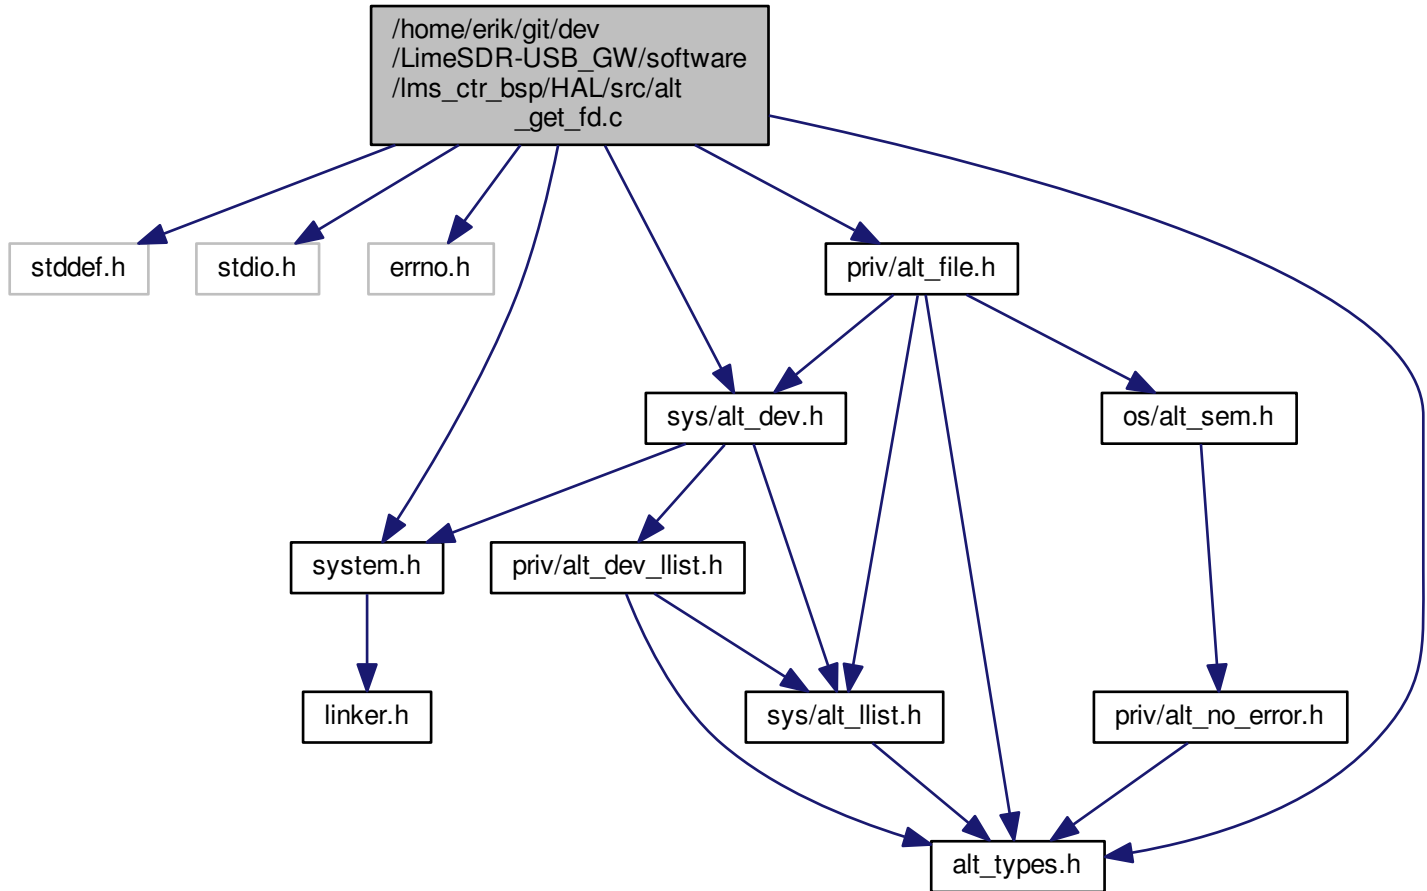 /home/erik/git/dev
/LimeSDR-USB_GW/software
/lms_ctr_bsp/HAL/src/alt
_get_fd.c
stddef.h
stdio.h
errno.h
priv/alt_file.h
sys/alt_dev.h
os/alt_sem.h
system.h
priv/alt_dev_llist.h
linker.h
sys/alt_llist.h
priv/alt_no_error.h
alt_types.h